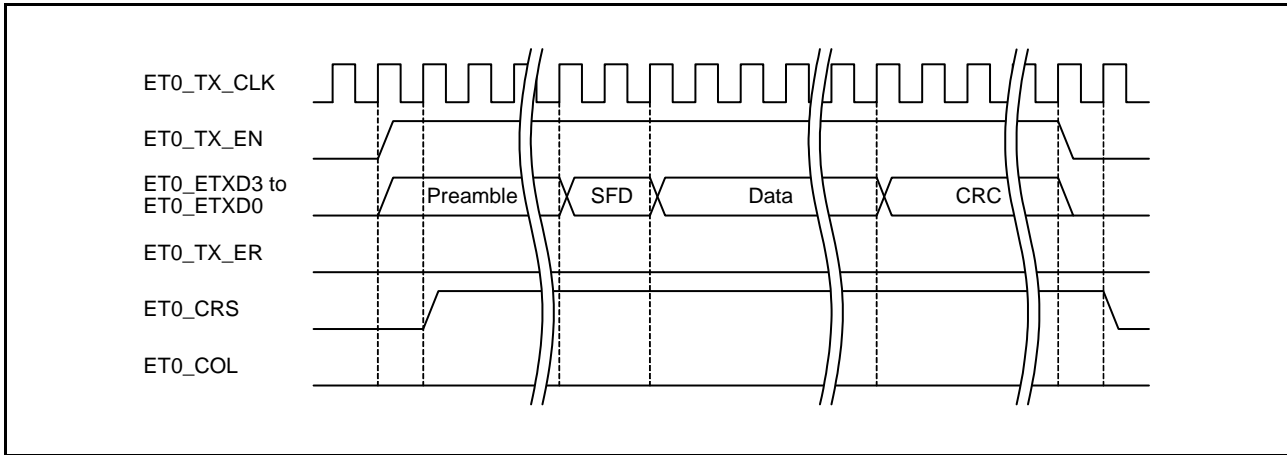 ET0_TX_CLK
ET0_TX_EN
ET0_ETXD3 to
ET0_ETXD0
Preamble
SFD
Data
CRC
ET0_TX_ER
ET0_CRS
ET0_COL